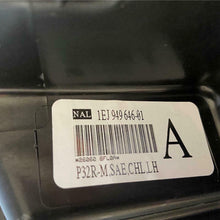 NAL 1EJ 949 646-01
A
P32R-M.SAE.CHL.LH